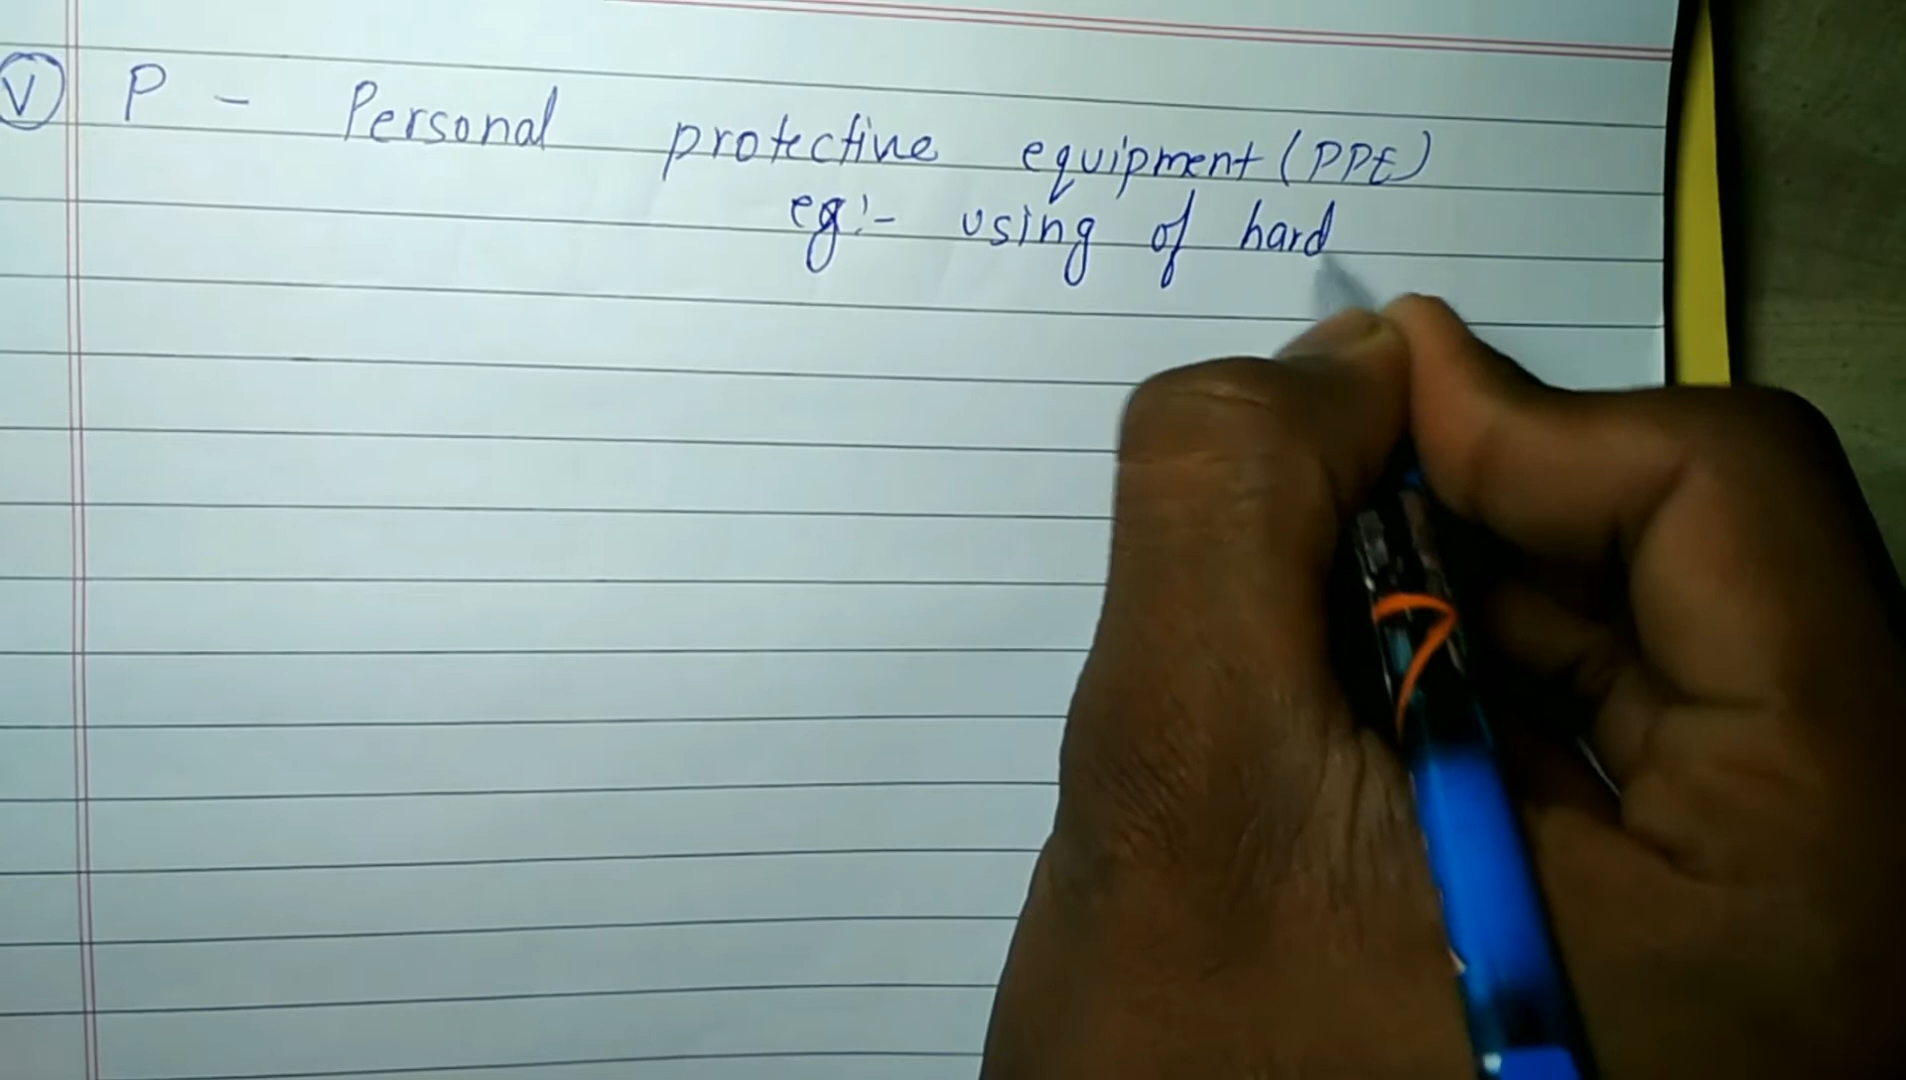 V P - Personal protective equipment (PPE)
eg:- using of hard